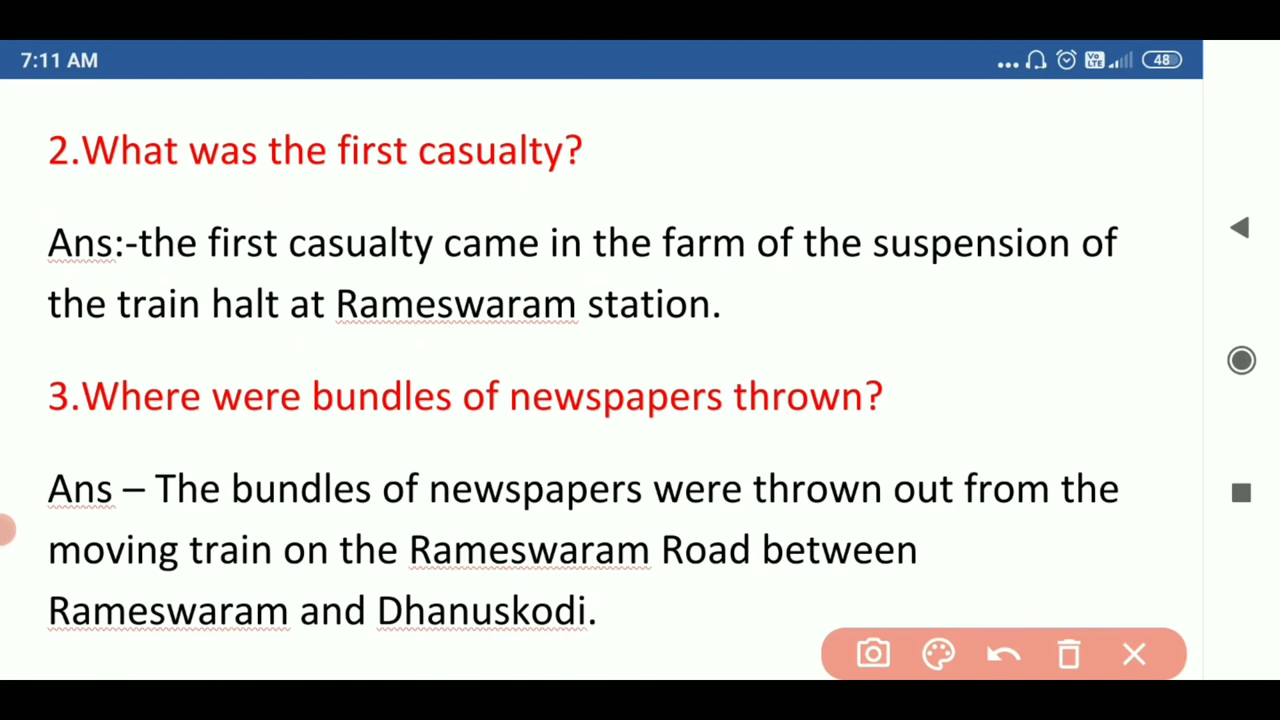 7:11 AM
48
2.What was the first casualty?
Ans:-the first casualty came in the farm of the suspension of
the train halt at Rameswaram station.
3.Where were bundles of newspapers thrown?
Ans – The bundles of newspapers were thrown out from the
moving train on the Rameswaram Road between
Rameswaram and Dhanuskodi.